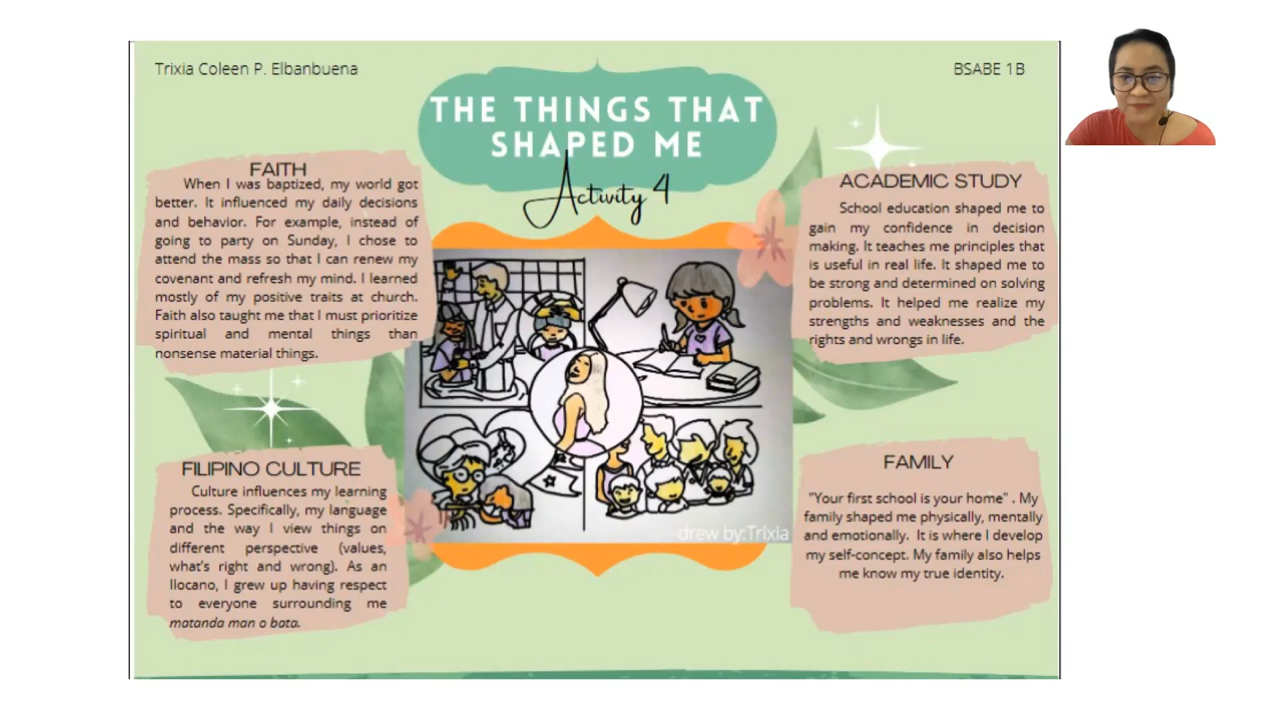 Trixia Coleen P. Elbanbuena
BSABE 1B
THE THINGS THAT
SHAPED ME
Activity 4
FAITH
When I was baptized, my world got
better. It influenced my daily decisions
and behavior. For example, instead of
going to party on Sunday, I chose to
attend the mass so that I can renew my
covenant and refresh my mind. I learned
mostly of my positive traits at church.
Faith also taught me that I must prioritize
spiritual and mental things than
nonsense material things.
ACADEMIC STUDY
School education shaped me to
gain my confidence in decision
making. It teaches me principles that
is useful in real life. It shaped me to
be strong and determined on solving
problems. It helped me realize my
strengths and weaknesses and the
rights and wrongs in life.
FILIPINO CULTURE
Culture influences my learning
process. Specifically, my language
and the way I view things on
different perspective (values,
what's right and wrong). As an
Ilocano, I grew up having respect
to everyone surrounding me
matanda man o bata.
FAMILY
"Your first school is your home" . My
family shaped me physically, mentally
and emotionally. It is where I develop
my self-concept. My family also helps
me know my true identity.
drew by:Trixia